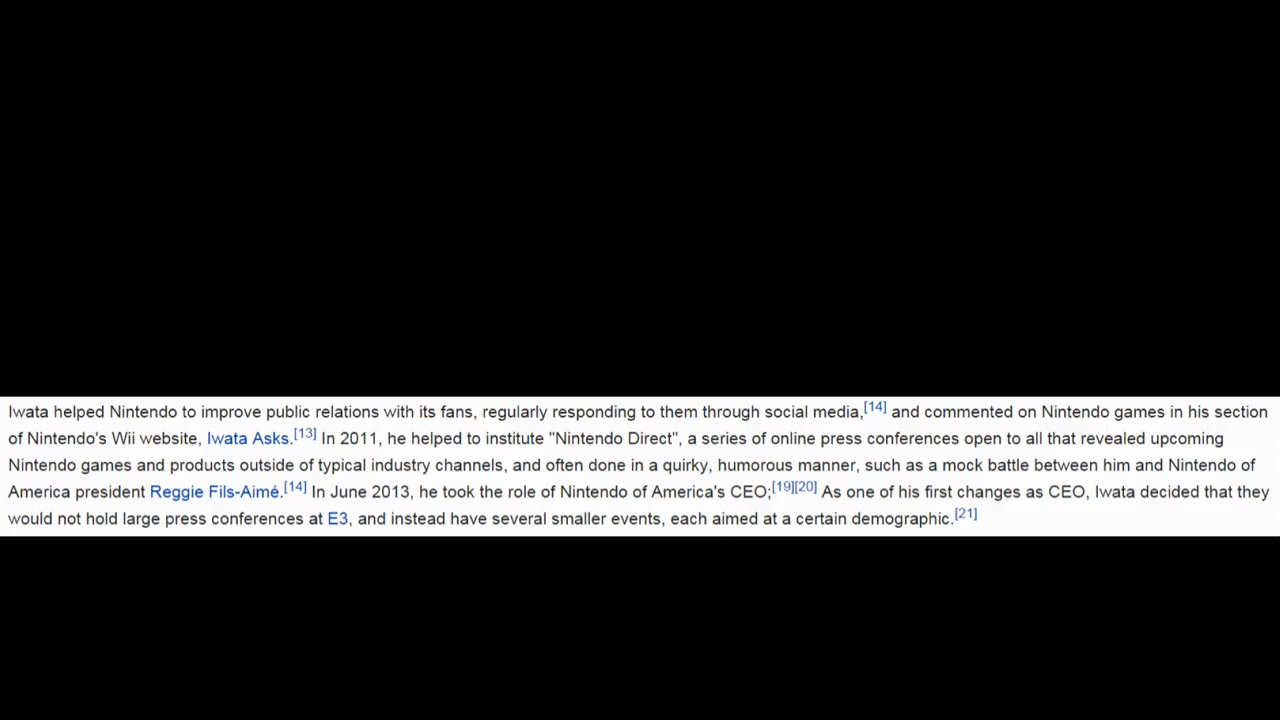 Iwata helped Nintendo to improve public relations with its fans, regularly responding to them through social media,[14] and commented on Nintendo games in his section
of Nintendo's Wii website, Iwata Asks.[13] In 2011, he helped to institute "Nintendo Direct", a series of online press conferences open to all that revealed upcoming
Nintendo games and products outside of typical industry channels, and often done in a quirky, humorous manner, such as a mock battle between him and Nintendo of
America president Reggie Fils-Aimé.[14] In June 2013, he took the role of Nintendo of America's CEO;[19][20] As one of his first changes as CEO, Iwata decided that they
would not hold large press conferences at E3, and instead have several smaller events, each aimed at a certain demographic.[21]